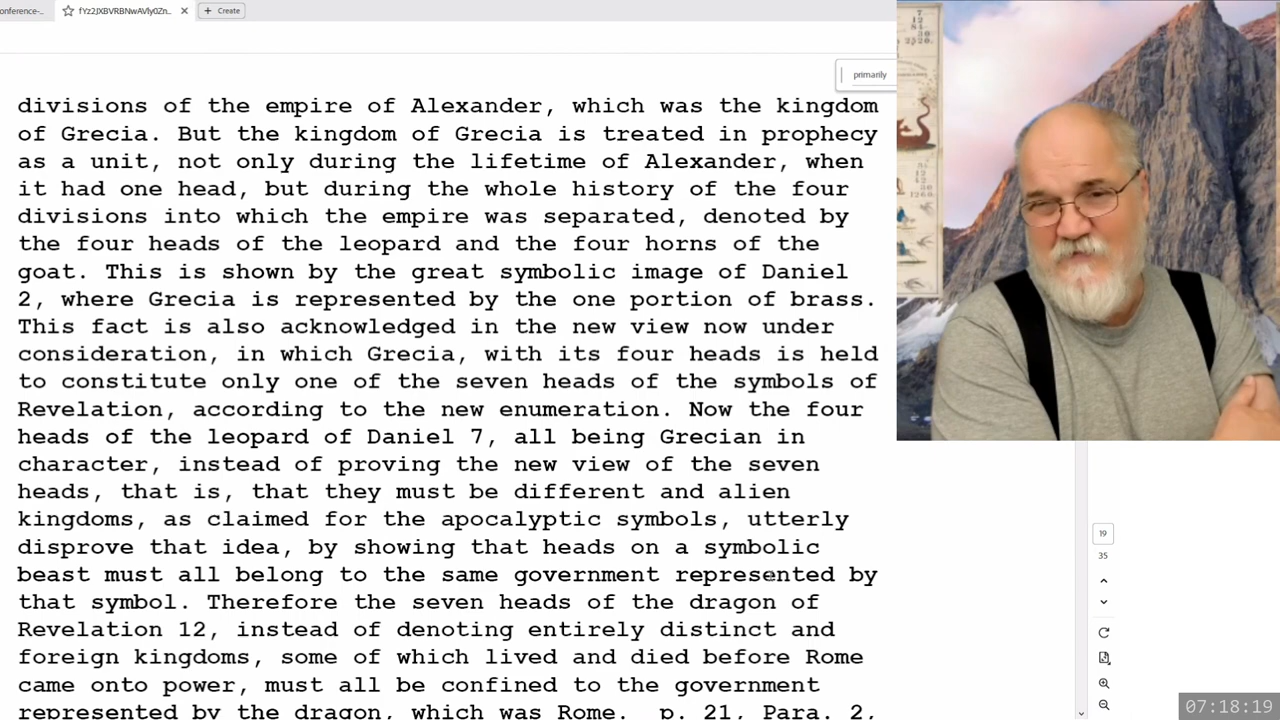 onference-..
fYz2JXBVRBNwAVly0Zn..
Create
primarily
divisions of the empire of Alexander, which was the kingdom
of Grecia. But the kingdom of Grecia is treated in prophecy
as a unit, not only during the lifetime of Alexander, when
it had one head, but during the whole history of the four
divisions into which the empire was separated, denoted by
the four heads of the leopard and the four horns of the
goat. This is shown by the great symbolic image of Daniel
2, where Grecia is represented by the one portion of brass.
This fact is also acknowledged in the new view now under
consideration, in which Grecia, with its four heads is held
to constitute only one of the seven heads of the symbols of
Revelation, according to the new enumeration. Now the four
heads of the leopard of Daniel 7, all being Grecian in
character, instead of proving the new view of the seven
heads, that is, that they must be different and alien
kingdoms, as claimed for the apocalyptic symbols, utterly
disprove that idea, by showing that heads on a symbolic
beast must all belong to the same government represented by
that symbol. Therefore the seven heads of the dragon of
Revelation 12, instead of denoting entirely distinct and
foreign kingdoms, some of which lived and died before Rome
came onto power, must all be confined to the government
represented by the dragon, which was Rome. p. 21, Para. 2,
7
12
84
30
2520.
12
30
1260.
19
35
07:18:19